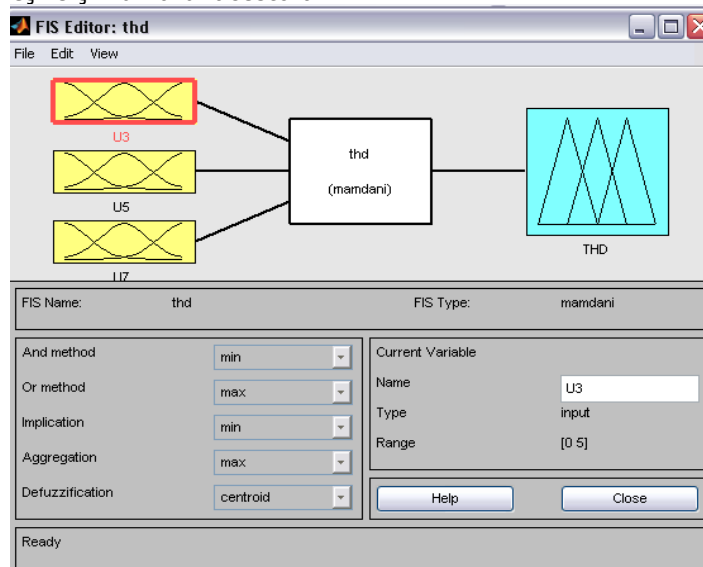 FIS Editor: thd
File Edit View
U3
thd
(mamdani)
U5
THD
U7
FIS Name: thd FIS Type: mamdani
And method min
Or method max
Implication min
Aggregation max
Defuzzification centroid
Current Variable
Name U3
Type input
Range [0 5]
Help Close
Ready